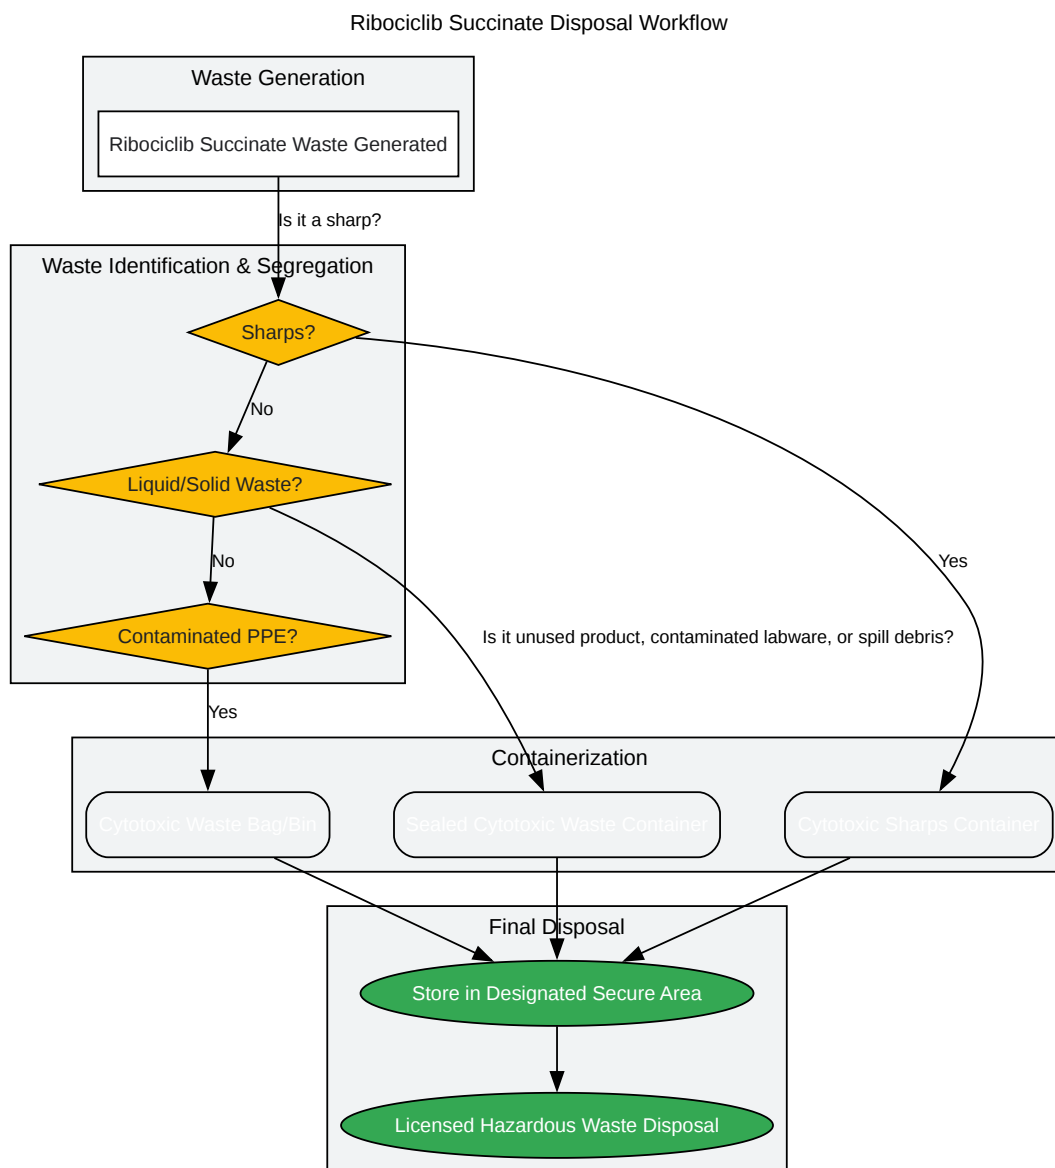 Ribociclib Succinate Disposal Workflow
Waste Generation
Ribociclib Succinate Waste Generated
Is it a sharp?
Waste Identification & Segregation
Sharps?
No
Liquid/Solid Waste?
No
Yes
Contaminated PPE?
Is it unused product, contaminated labware, or spill debris?
Yes
Containerization
Cytotoxic Waste Bag/Bin
Sealed Cytotoxic Waste Container
Cytotoxic Sharps Container
Final Disposal
Store in Designated Secure Area
Licensed Hazardous Waste Disposal